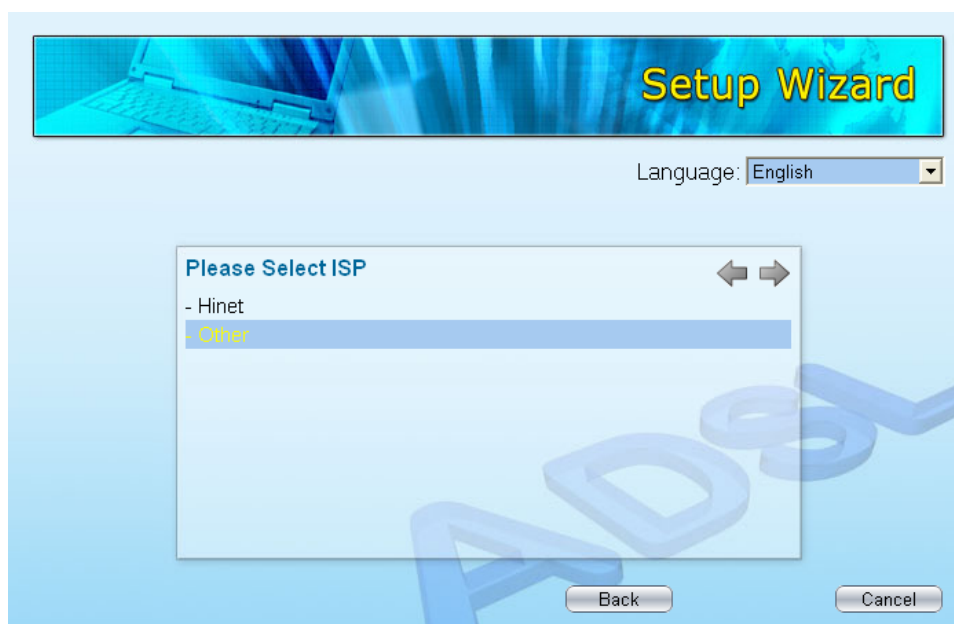 Setup Wizard
Language: English
Please Select ISP
- Hinet
- Other
ADSL
Back
Cancel